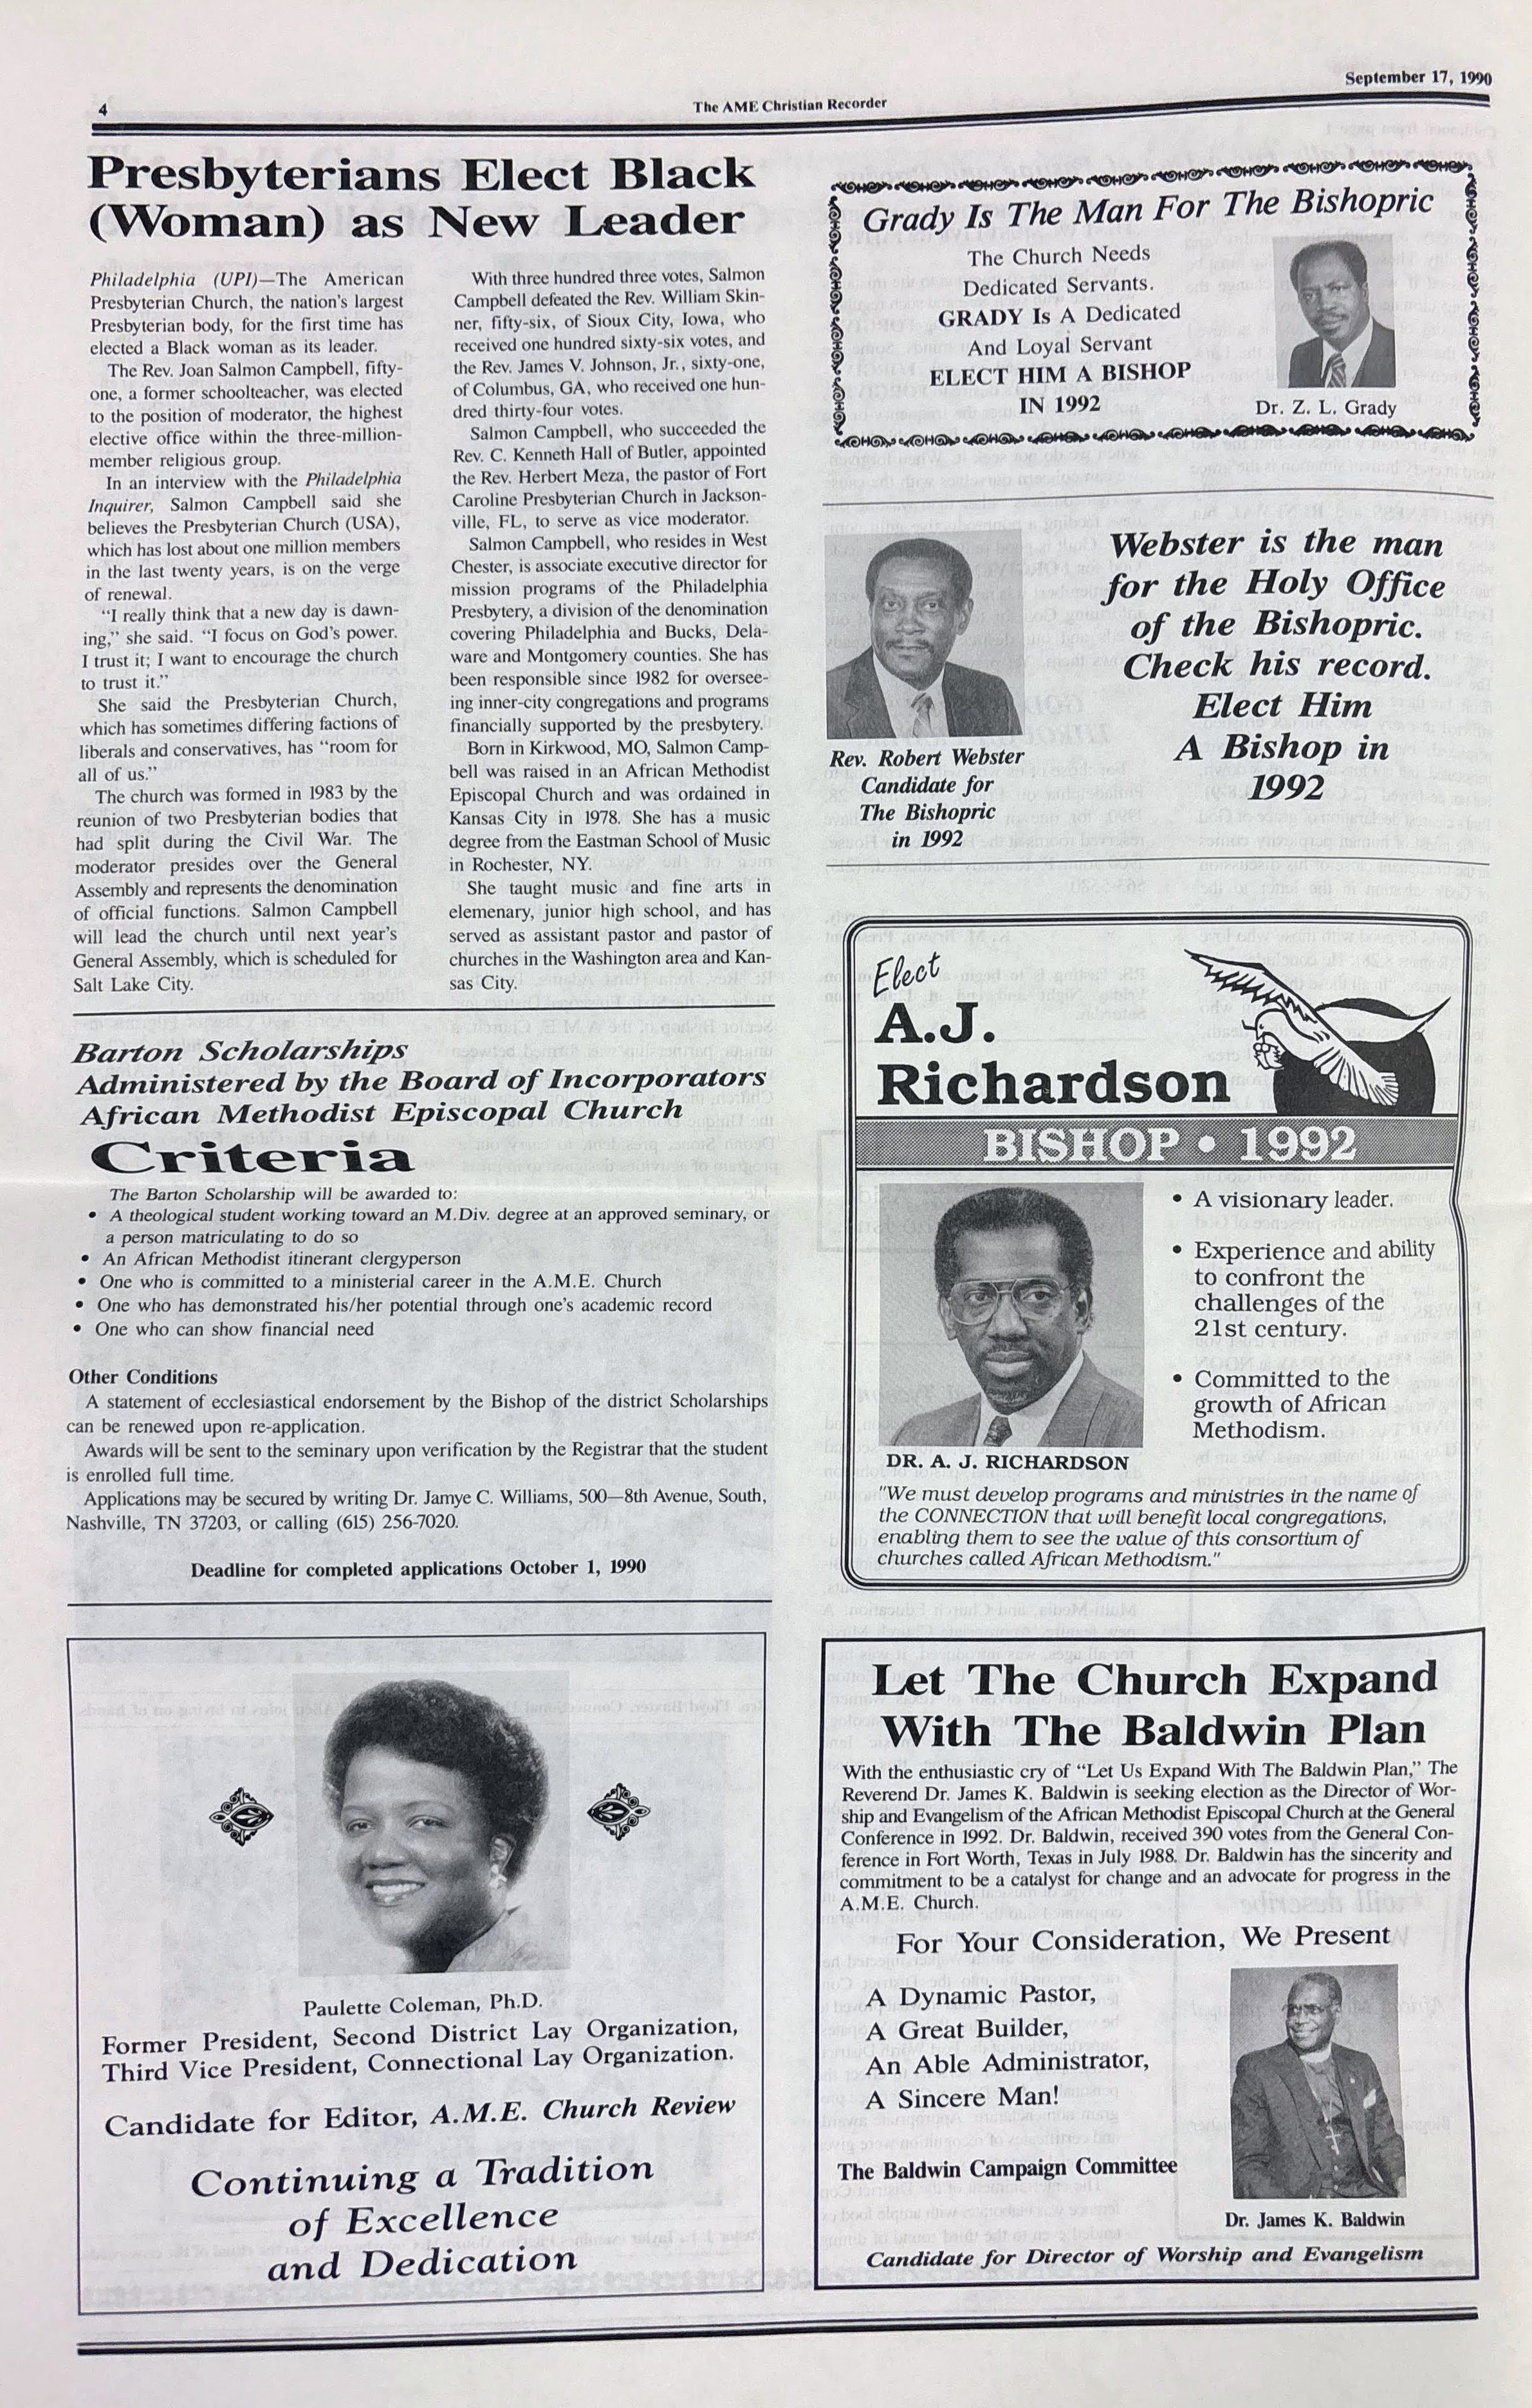 September 17, 1990
4
The AME Christian Recorder
Presbyterians Elect Black
(Woman) as New Leader
Philadelphia (UPI)—The American
Presbyterian Church, the nation's largest
Presbyterian body, for the first time has
elected a Black woman as its leader.
The Rev. Joan Salmon Campbell, fifty-
one, a former schoolteacher, was elected
to the position of moderator, the highest
elective office within the three-million-
member religious group.
In an interview with the Philadelphia
Inquirer, Salmon Campbell said she
believes the Presbyterian Church (USA),
which has lost about one million members
in the last twenty years, is on the verge
of renewal.
"I really think that a new day is dawn-
ing," she said. "I focus on God's power.
I trust it; I want to encourage the church
to trust it."
She said the Presbyterian Church,
which has sometimes differing factions of
liberals and conservatives, has "room for
all of us."
The church was formed in 1983 by the
reunion of two Presbyterian bodies that
had split during the Civil War. The
moderator presides over the General
Assembly and represents the denomination
of official functions. Salmon Campbell
will lead the church until next year's
General Assembly, which is scheduled for
Salt Lake City.
With three hundred three votes, Salmon
Campbell defeated the Rev. William Skin-
ner, fifty-six, of Sioux City, Iowa, who
received one hundred sixty-six votes, and
the Rev. James V. Johnson, Jr., sixty-one,
of Columbus, GA, who received one hun-
dred thirty-four votes.
Salmon Campbell, who succeeded the
Rev. C. Kenneth Hall of Butler, appointed
the Rev. Herbert Meza, the pastor of Fort
Caroline Presbyterian Church in Jackson-
ville, FL, to serve as vice moderator.
Salmon Campbell, who resides in West
Chester, is associate executive director for
mission programs of the Philadelphia
Presbytery, a division of the denomination
covering Philadelphia and Bucks, Dela-
ware and Montgomery counties. She has
been responsible since 1982 for oversee-
ing inner-city congregations and programs
financially supported by the presbytery.
Born in Kirkwood, MO, Salmon Camp-
bell was raised in an African Methodist
Episcopal Church and was ordained in
Kansas City in 1978. She has a music
degree from the Eastman School of Music
in Rochester, NY.
She taught music and fine arts in
elemenary, junior high school, and has
served as assistant pastor and pastor of
churches in the Washington area and Kan-
sas City.
Barton Scholarships
Administered by the Board of Incorporators
African Methodist Episcopal Church
Criteria
The Barton Scholarship will be awarded to:
• A theological student working toward an M.Div. degree at an approved seminary, or
a person matriculating to do so
• An African Methodist itinerant clergyperson
• One who is committed to a ministerial career in the A.M.E. Church
• One who has demonstrated his/her potential through one's academic record
• One who can show financial need
Other Conditions
A statement of ecclesiastical endorsement by the Bishop of the district Scholarships
can be renewed upon re-application.
Awards will be sent to the seminary upon verification by the Registrar that the student
is enrolled full time.
Applications may be secured by writing Dr. Jamye C. Williams, 500—8th Avenue, South,
Nashville, TN 37203, or calling (615) 256-7020.
Deadline for completed applications October 1, 1990
Paulette Coleman, Ph.D.
Former President, Second District Lay Organization,
Third Vice President, Connectional Lay Organization.
Candidate for Editor, A.M.E. Church Review
Continuing a Tradition
of Excellence
and Dedication
Grady Is The Man For The Bishopric
The Church Needs
Dedicated Servants.
GRADY Is A Dedicated
And Loyal Servant
ELECT HIM A BISHOP
IN 1992
Dr. Z. L. Grady
Rev. Robert Webster
Candidate for
The Bishopric
in 1992
Webster is the man
for the Holy Office
of the Bishopric.
Check his record.
Elect Him
A Bishop in
1992
Elect
A.J.
Richardson
BISHOP • 1992
• A visionary leader.
• Experience and ability
to confront the
challenges of the
21st century.
• Committed to the
growth of African
Methodism.
DR. A. J. RICHARDSON
"We must develop programs and ministries in the name of
the CONNECTION that will benefit local congregations,
enabling them to see the value of this consortium of
churches called African Methodism."
Let The Church Expand
With The Baldwin Plan
With the enthusiastic cry of "Let Us Expand With The Baldwin Plan," The
Reverend Dr. James K. Baldwin is seeking election as the Director of Wor-
ship and Evangelism of the African Methodist Episcopal Church at the General
Conference in 1992. Dr. Baldwin, received 390 votes from the General Con-
ference in Fort Worth, Texas in July 1988. Dr. Baldwin has the sincerity and
commitment to be a catalyst for change and an advocate for progress in the
A.M.E. Church.
For Your Consideration, We Present
A Dynamic Pastor,
A Great Builder,
An Able Administrator,
A Sincere Man!
The Baldwin Campaign Committee
Dr. James K. Baldwin
Candidate for Director of Worship and Evangelism